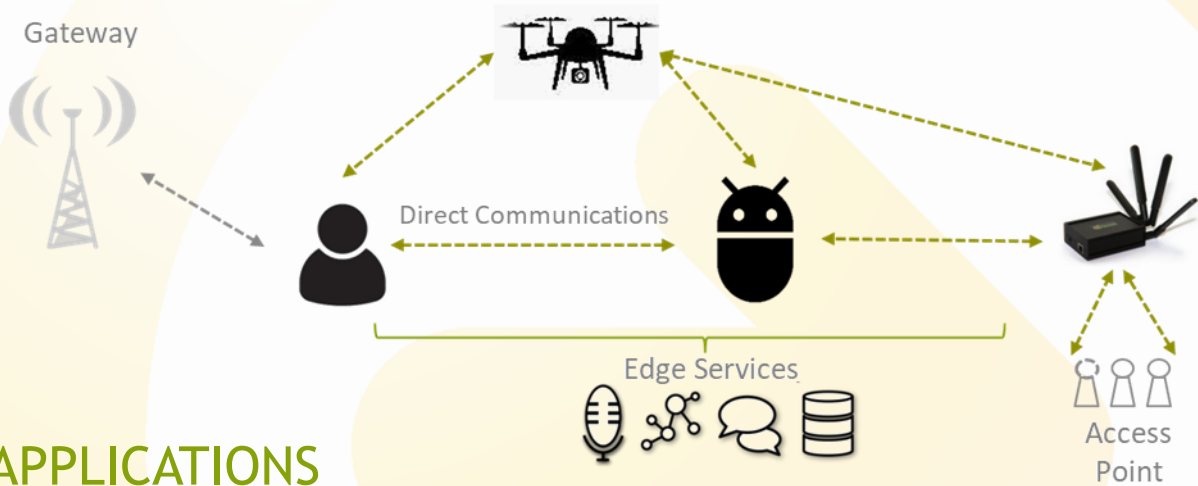 Gateway
Direct Communications
Edge Services
Access
Point
APPLICATIONS